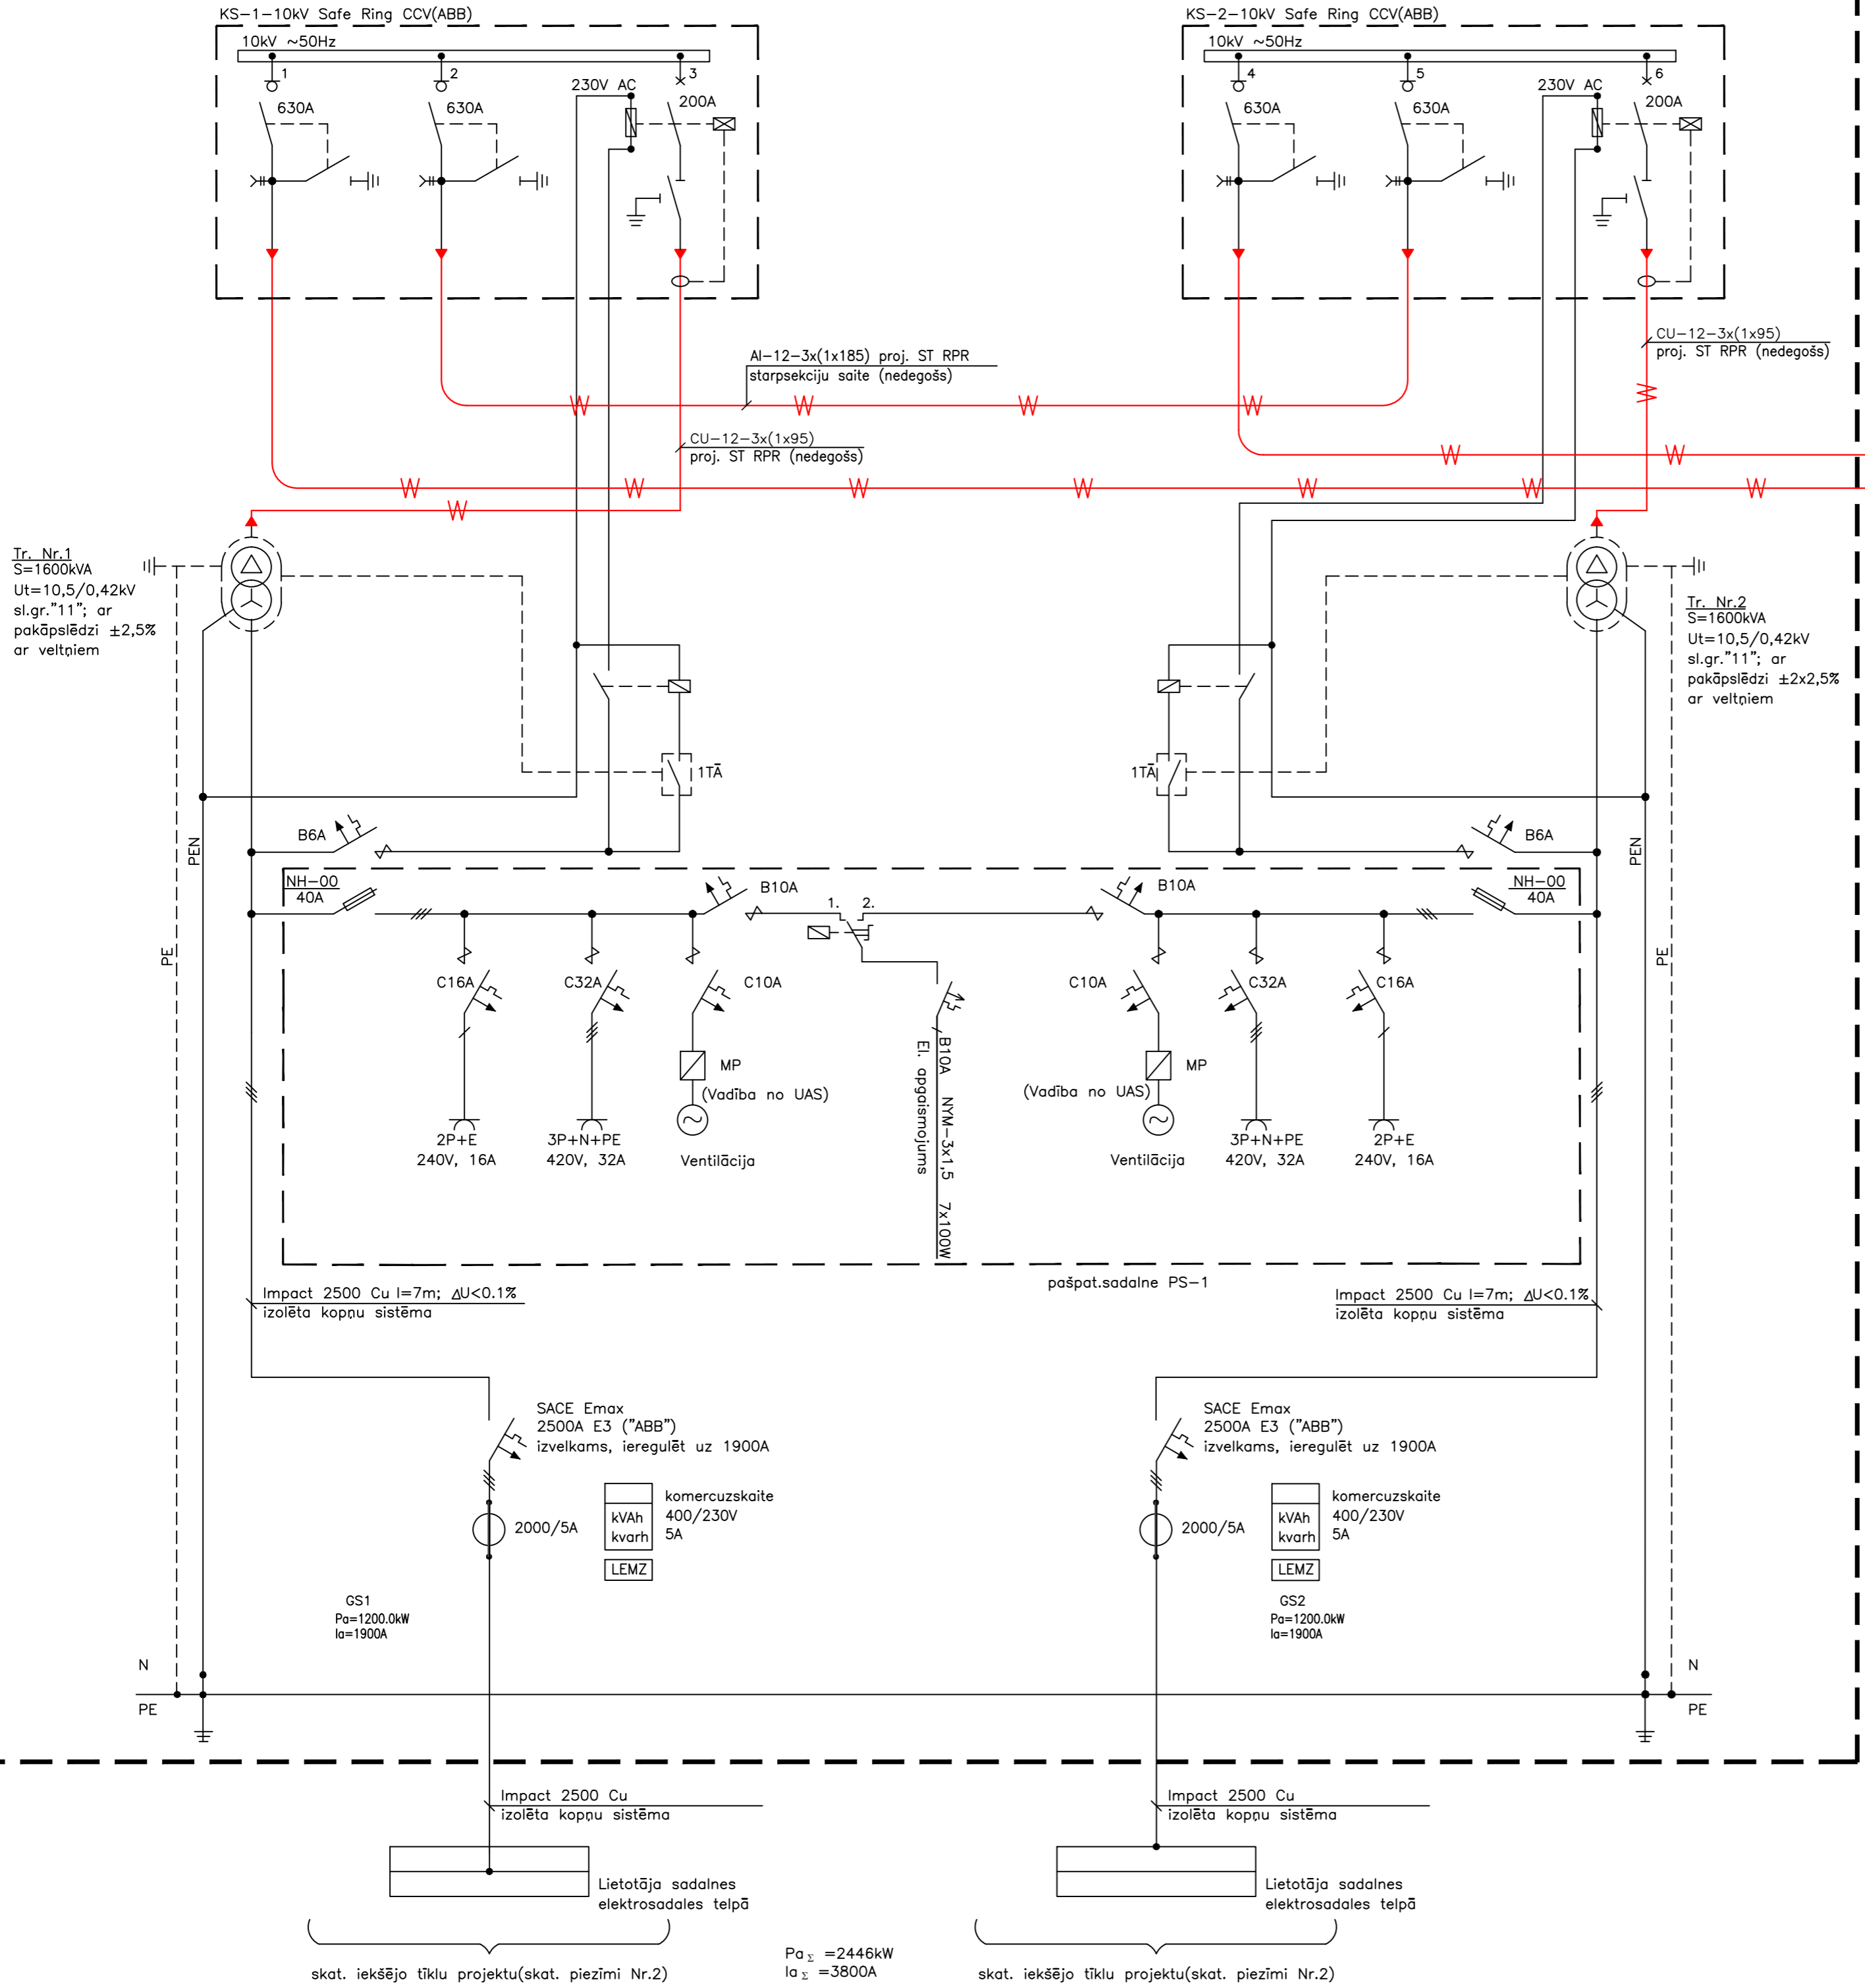 KS-1-10kV Safe Ring CCV(ABB)
10kV ~50Hz
1
2
3
230V AC
630A
630A
200A
KS-2-10kV Safe Ring CCV(ABB)
10kV ~50Hz
4
5
6
230V AC
630A
630A
200A
Al-12-3x(1x185) proj. ST RPR
starpsekciju saite (nedegošs)
CU-12-3x(1x95)
proj. ST RPR (nedegošs)
CU-12-3x(1x95)
proj. ST RPR (nedegošs)
Tr. Nr.1
S=1600kVA
Ut=10,5/0,42kV
sl.gr."11"; ar
pakāpslēdzi ±2,5%
ar veltņiem
Tr. Nr.2
S=1600kVA
Ut=10,5/0,42kV
sl.gr."11"; ar
pakāpslēdzi ±2x2,5%
ar veltņiem
1TĀ
1TĀ
B6A
B6A
PEN
PEN
PE
PE
NH-00
40A
B10A
1.
2.
B10A
NH-00
40A
C16A
C32A
C10A
C10A
C32A
C16A
MP
(Vadība no UAS)
MP
(Vadība no UAS)
B10A NYM-3x1,5 7x100W
El. apgaismojums
2P+E
240V, 16A
3P+N+PE
420V, 32A
Ventilācija
Ventilācija
3P+N+PE
420V, 32A
2P+E
240V, 16A
pašpat.sadalne PS-1
Impact 2500 Cu l=7m; ΔU<0.1%
izolēta kopņu sistēma
Impact 2500 Cu l=7m; ΔU<0.1%
izolēta kopņu sistēma
SACE Emax
2500A E3 ("ABB")
izvelkams, ieregulēt uz 1900A
SACE Emax
2500A E3 ("ABB")
izvelkams, ieregulēt uz 1900A
2000/5A
kVAh
kvarh
komercuzskaite
400/230V
5A
LEMZ
2000/5A
kVAh
kvarh
komercuzskaite
400/230V
5A
LEMZ
GS1
Pa=1200.0kW
Ia=1900A
GS2
Pa=1200.0kW
Ia=1900A
N
PE
N
PE
Impact 2500 Cu
izolēta kopņu sistēma
Impact 2500 Cu
izolēta kopņu sistēma
Lietotāja sadalnes
elektrosadales telpā
Lietotāja sadalnes
elektrosadales telpā
skat. iekšējo tīklu projektu(skat. piezīmi Nr.2)
Pa Σ =2446kW
Ia Σ =3800A
skat. iekšējo tīklu projektu(skat. piezīmi Nr.2)